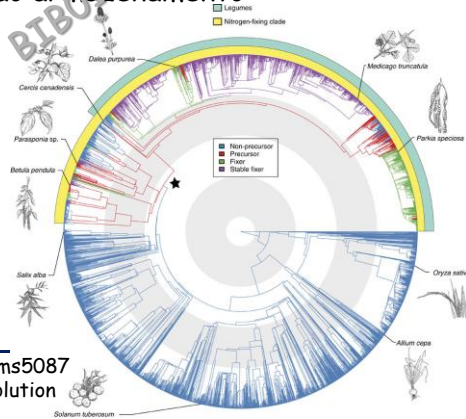 Legumes
Nitrogen-fixing clade
Dalea purpurea
Medicago truncatula
Cercis canadensis
Parkia speciosa
Parasponia sp.
Non-precursor
Precursor
Fixer
Stable fixer
Betula pendula
Salix alba
Oryza sativ
Allium cepa
ms5087
olution
Solanum tuberosum